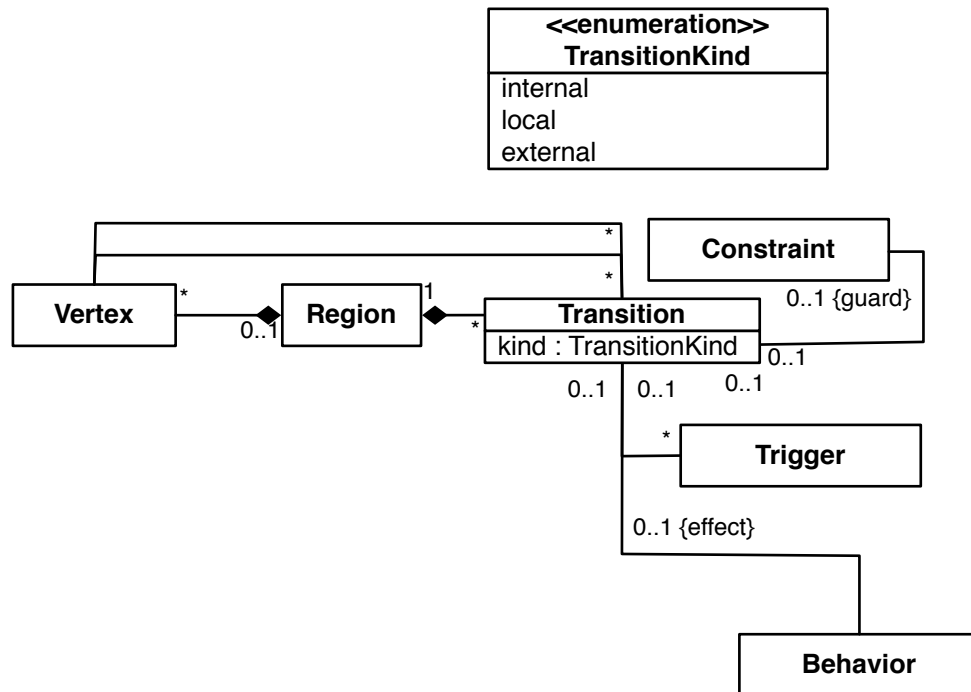 <<enumeration>>
TransitionKind
internal
local
external
*
Constraint
*
0..1 {guard}
Vertex
*
0..1
Region
1
*
Transition
kind : TransitionKind
0..1
0..1
0..1
0..1
*
Trigger
0..1 {effect}
Behavior